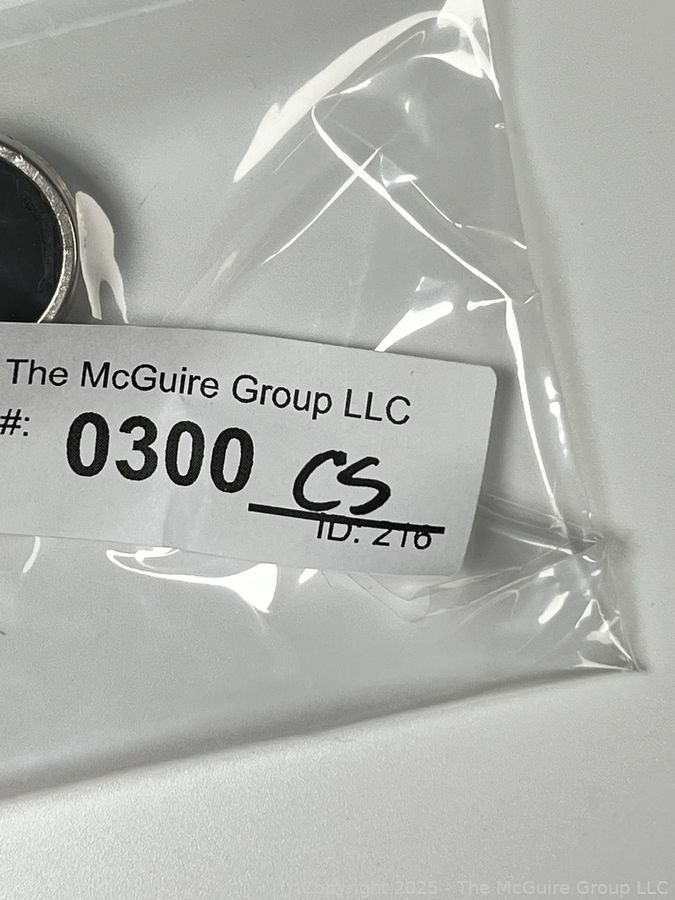 The McGuire Group LLC
#: 0300 CS
ID: 216
Copyright 2025 - The McGuire Group LLC